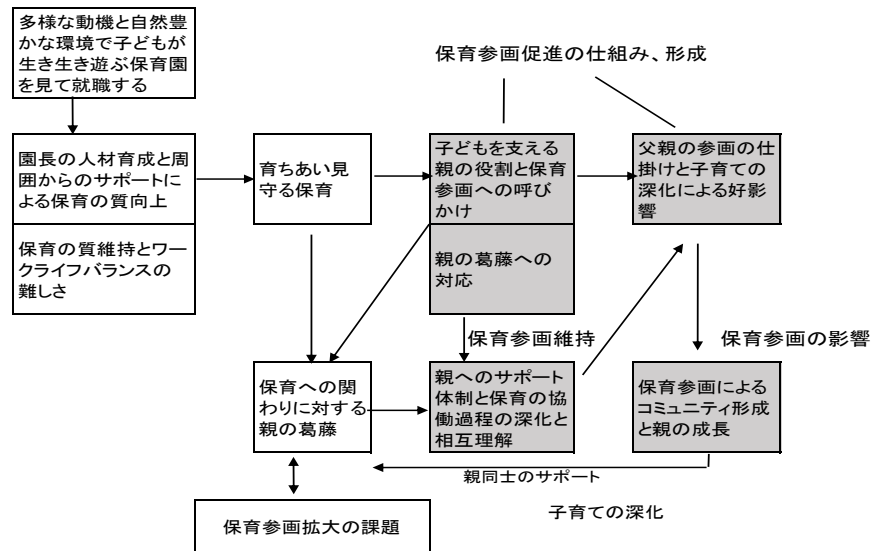 多様な動機と自然豊
かな環境で子どもが
生き生き遊ぶ保育園
を見て就職する
保育参画促進の仕組み、形成
園長の人材育成と周
囲からのサポートに
よる保育の質向上
育ちあい見
守る保育
子どもを支える
親の役割と保育
参画への呼び
かけ
父親の参画の仕
掛けと子育ての
深化による好影
響
保育の質維持とワー
クライフバランスの
難しさ
親の葛藤への
対応
保育参画維持
保育参画の影響
保育への関
わりに対する
親の葛藤
親へのサポート
体制と保育の協
働過程の深化と
相互理解
保育参画による
コミュニティ形成
と親の成長
親同士のサポート
子育ての深化
保育参画拡大の課題